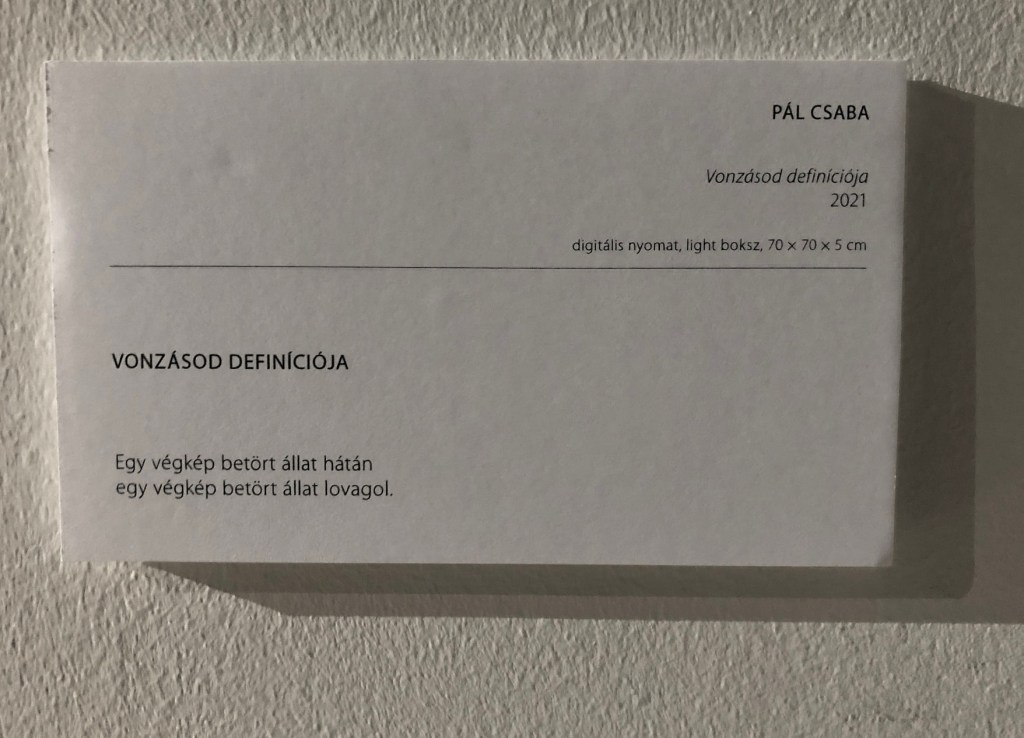 PÁL CSABA
Vonzásod definíciója
2021
digitális nyomat, light boksz, 70 × 70 × 5 cm
VONZÁSOD DEFINÍCIÓJA
Egy végkép betört állat hátán
egy végkép betört állat lovagol.